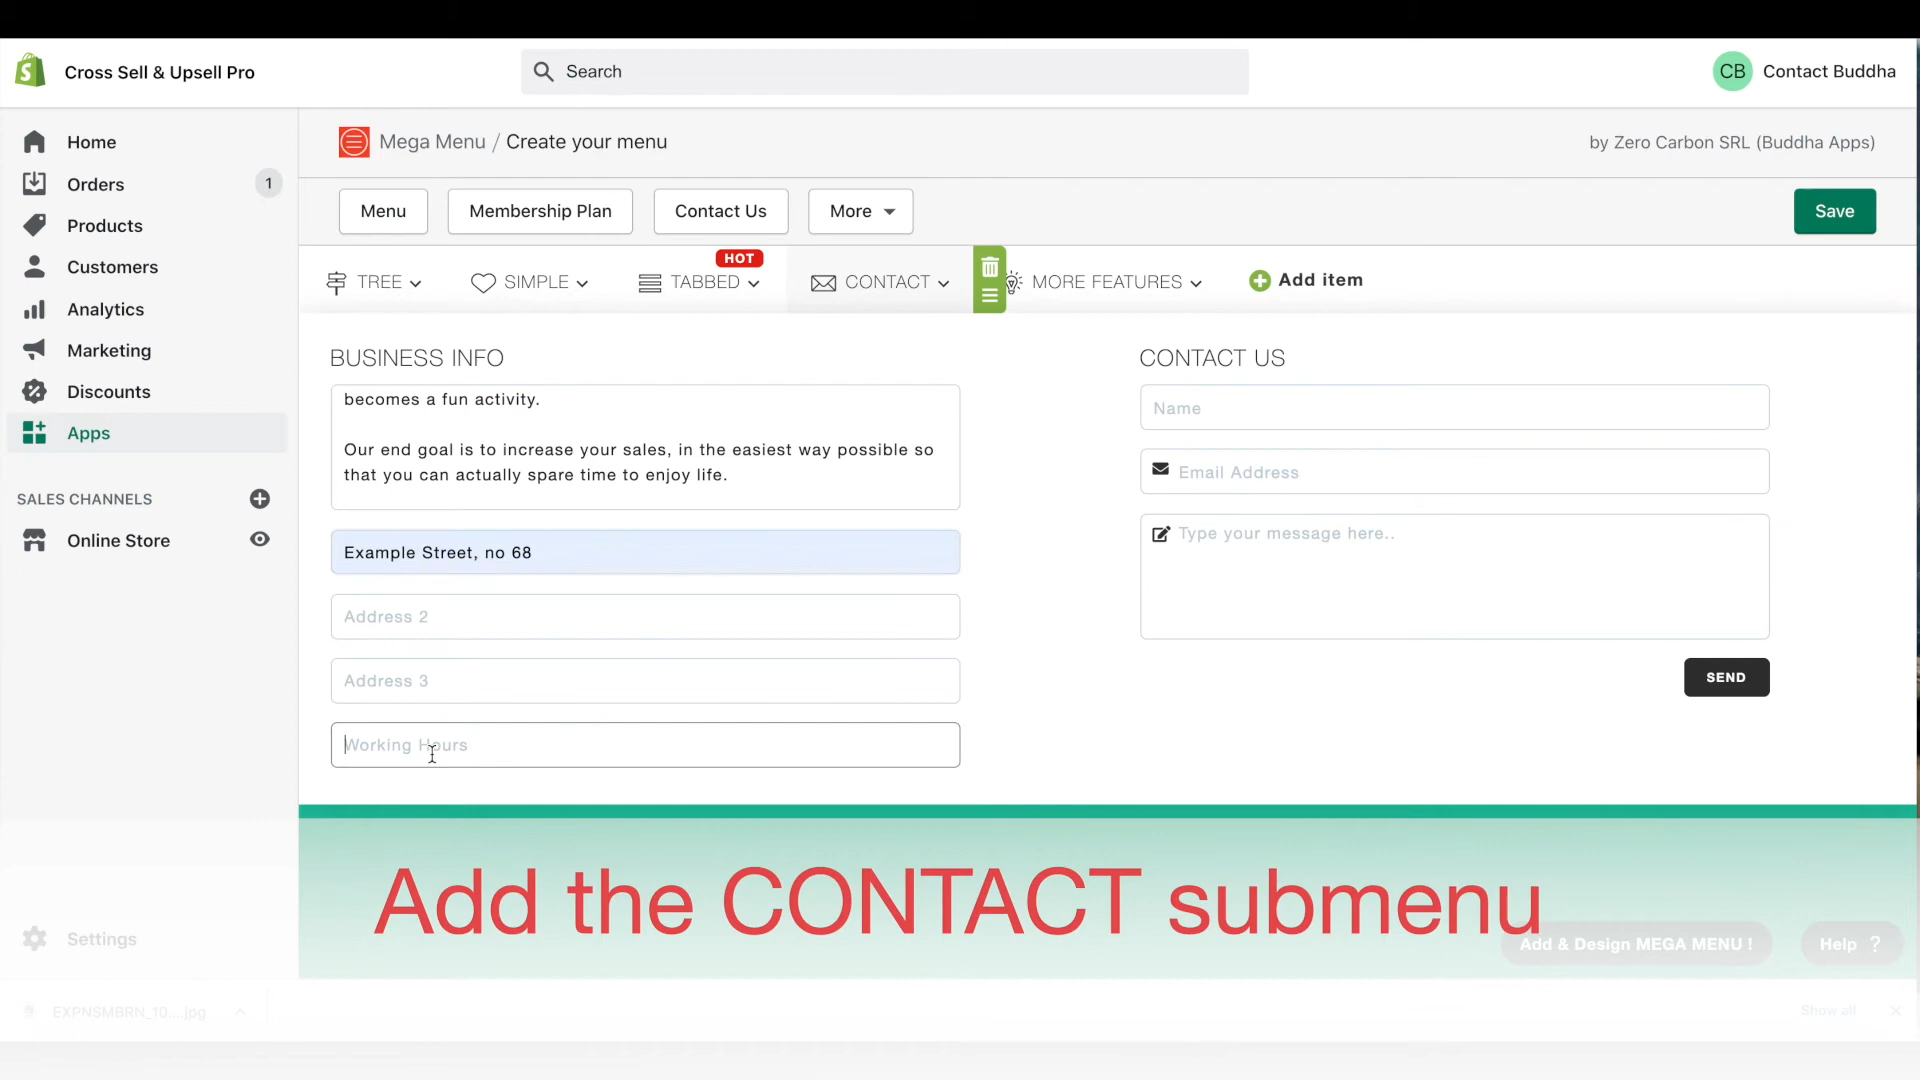 Cross Sell & Upsell Pro
Search
CB Contact Buddha
Home
Orders 1
Products
Customers
Analytics
Marketing
Discounts
Apps
SALES CHANNELS
Online Store
Settings
Mega Menu / Create your menu
by Zero Carbon SRL (Buddha Apps)
Menu Membership Plan Contact Us More
Save
HOT
TREE SIMPLE TABBED CONTACT MORE FEATURES Add item
BUSINESS INFO
becomes a fun activity.
Our end goal is to increase your sales, in the easiest way possible so
that you can actually spare time to enjoy life.
Example Street, no 68
Address 2
Address 3
Working Hours
CONTACT US
Name
Email Address
Type your message here..
SEND
Add the CONTACT submenu
Add & Design MEGA MENU !
Help ?
EXPNSMBRN_10....jpg
Show all